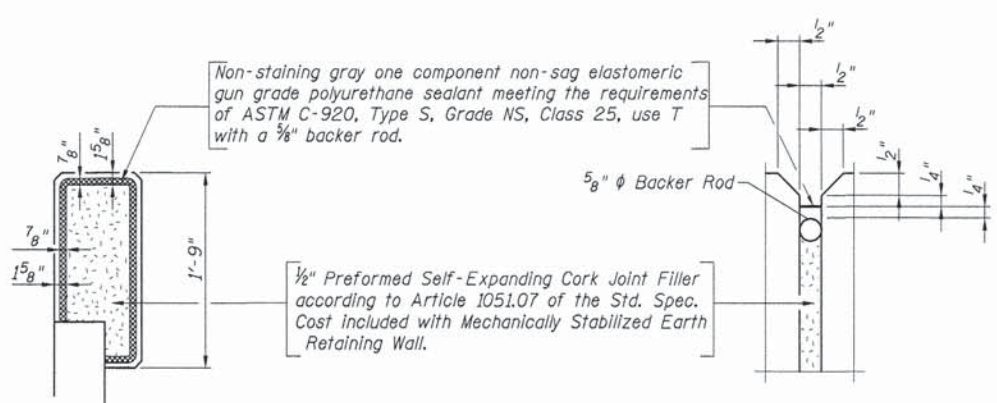 1/2"
Non-staining gray one component non-sag elastomeric
gun grade polyurethane sealant meeting the requirements
of ASTM C-920, Type S, Grade NS, Class 25, use T
with a 5/8" backer rod.
1/2"
1/2"
1/2"
1/4"
1/4"
7/8"
1 5/8"
5/8" ϕ Backer Rod
7/8"
1 5/8"
1'-9"
1/2" Preformed Self-Expanding Cork Joint Filler
according to Article 1051.07 of the Std. Spec.
Cost included with Mechanically Stabilized Earth
Retaining Wall.